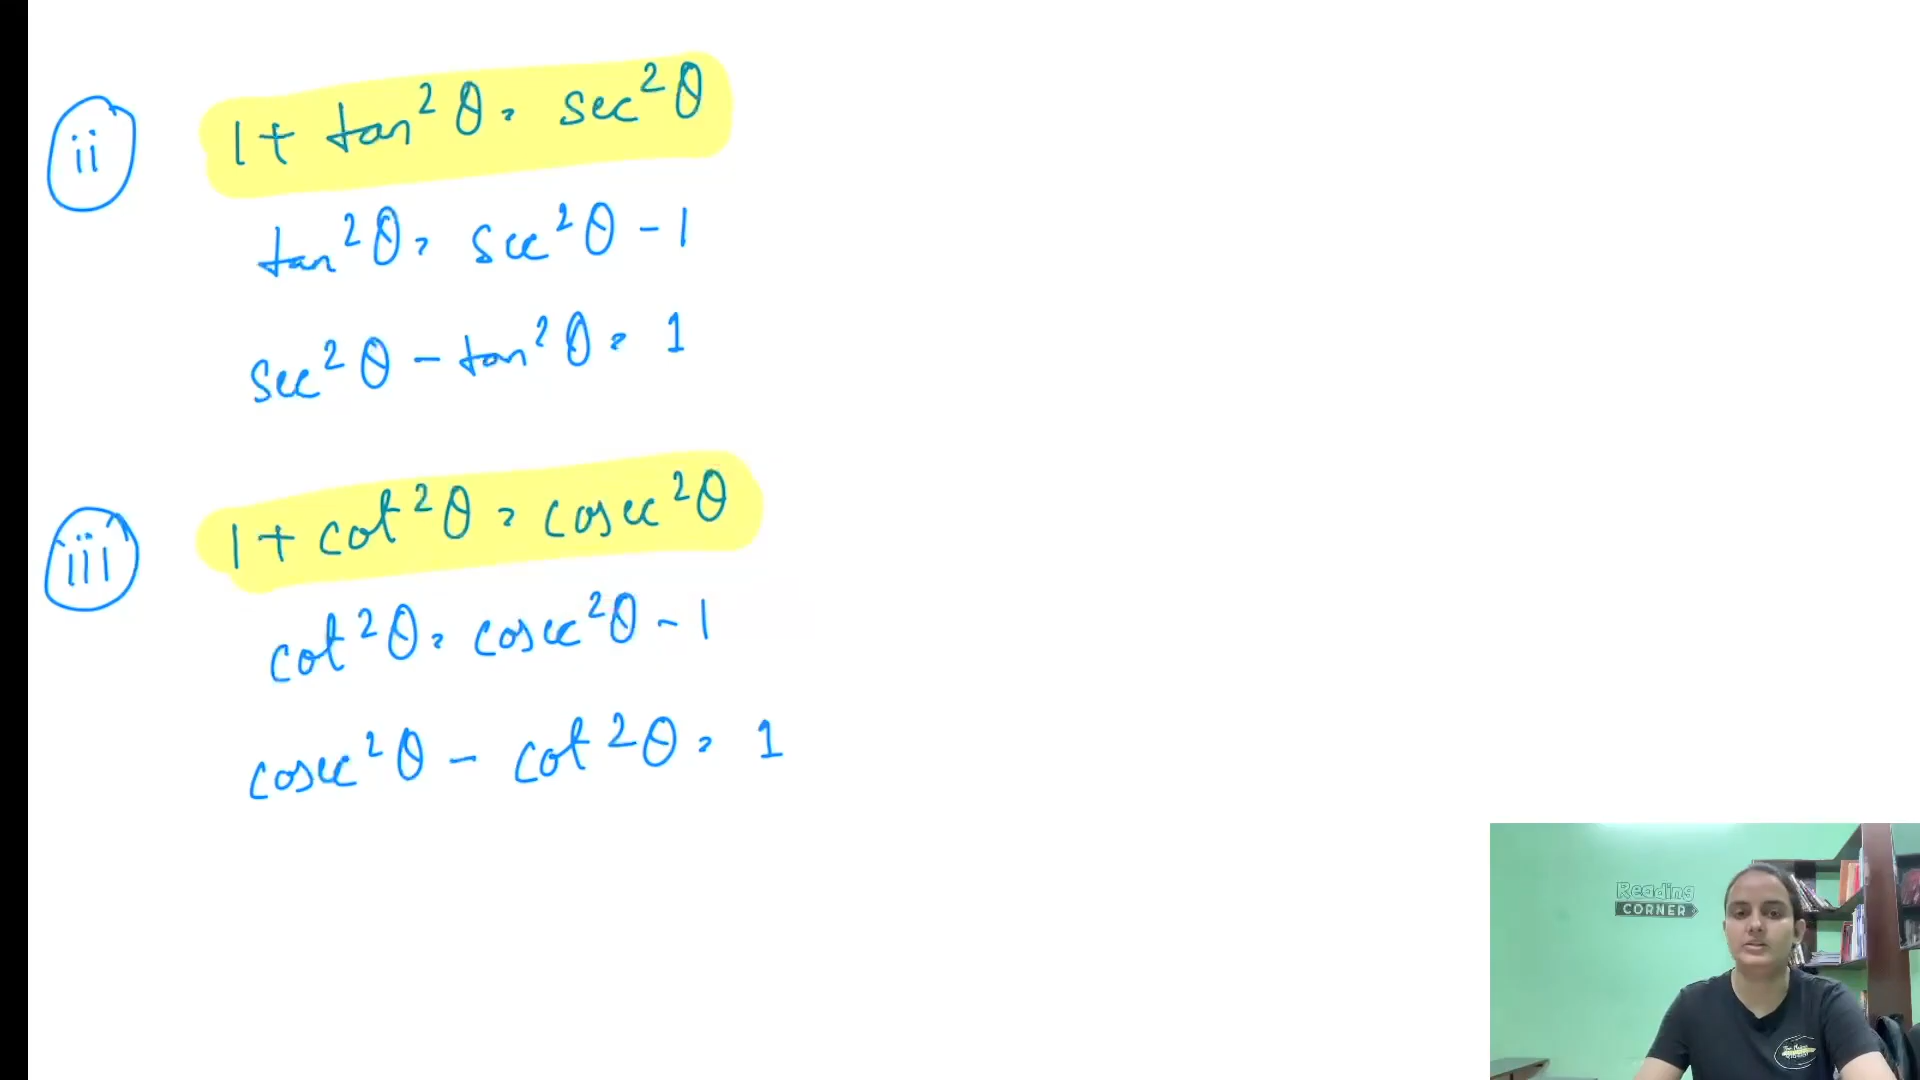 ii
1 + tan²θ = sec²θ
tan²θ = sec²θ - 1
sec²θ - tan²θ = 1
iii
1 + cot²θ = cosec²θ
cot²θ = cosec²θ - 1
cosec²θ - cot²θ = 1
Reading
CORNER